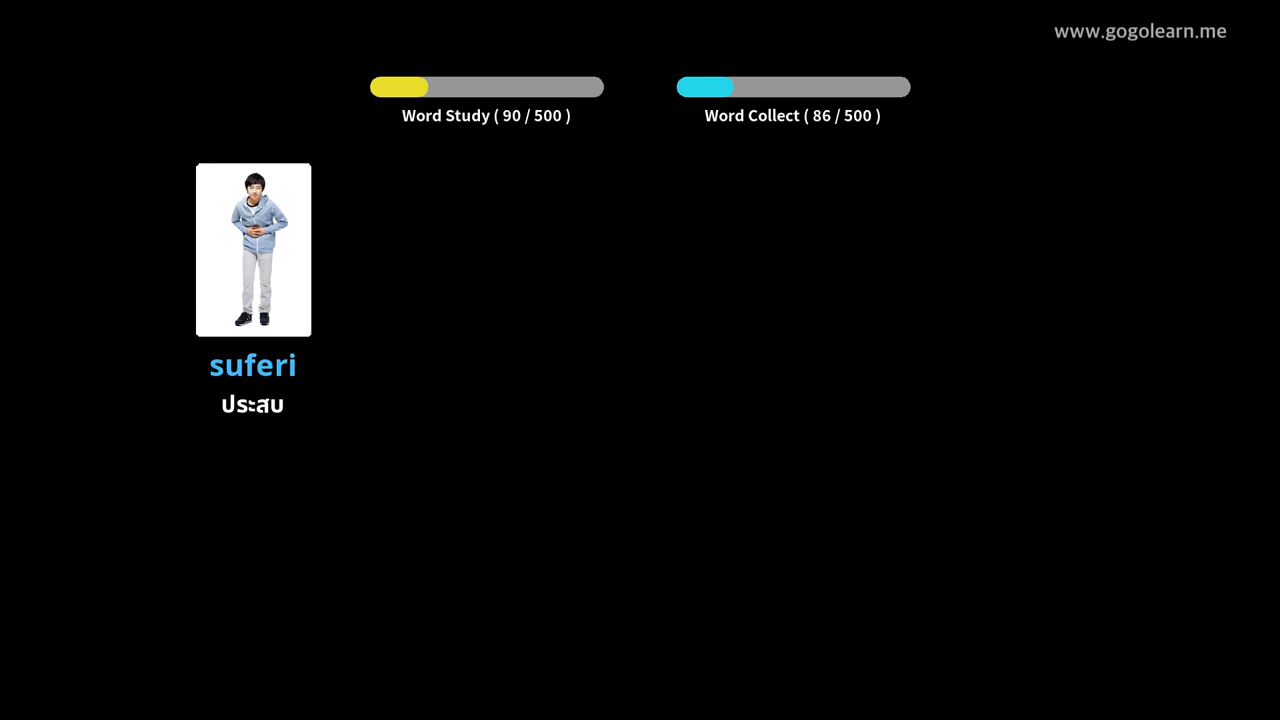 www.gogolearn.me
Word Study ( 90 / 500 )
Word Collect ( 86 / 500 )
suferi
ประสบ